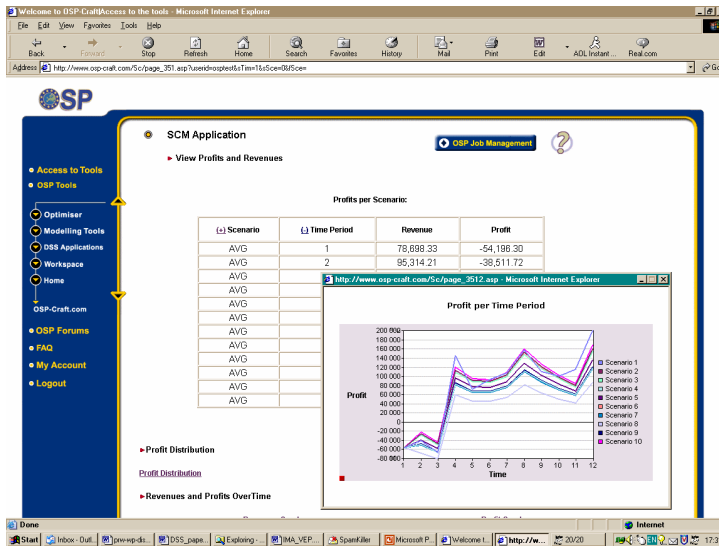 Welcome to OSP-Craft|Access to the tools - Microsoft Internet Explorer
File Edit View Favorites Tools Help
Back Forward Stop Refresh Home Search Favorites History Mail Print Edit AOL Instant ... Real.com
Address http://www.osp-craft.com/Sc/page_351.asp?userid=osptest&sTim=1&sSce=0&fSce= Go
OSP
SCM Application
OSP Job Management
View Profits and Revenues
Access to Tools
OSP Tools
Optimiser
Modelling Tools
DSS Applications
Workspace
Home
OSP-Craft.com
OSP Forums
FAQ
My Account
Logout
Profits per Scenario:
(+) Scenario (-) Time Period Revenue Profit
AVG 1 78,698.33 -54,196.30
AVG 2 95,314.21 -38,511.72
AVG
AVG
AVG
AVG
AVG
AVG
AVG
AVG
AVG
AVG
http://www.osp-craft.com/Sc/page_3512.asp - Microsoft Internet Explorer
Profit per Time Period
200 000
180 000
160 000
140 000
120 000
100 000
80 000
60 000
40 000
20 000
0
-20 000
-40 000
-60 000
-80 000
Profit
1 2 3 4 5 6 7 8 9 10 11 12
Time
Scenario 1
Scenario 2
Scenario 3
Scenario 4
Scenario 5
Scenario 6
Scenario 7
Scenario 8
Scenario 9
Scenario 10
Profit Distribution
Profit Distribution
Revenues and Profits OverTime
Done Internet
Start Inbox - Outl... prw-wp-dis... DSS_pape... Exploring - ... IMA_VEP.... SpamKiller Microsoft P... Welcome t... http://w... 20/20 EN